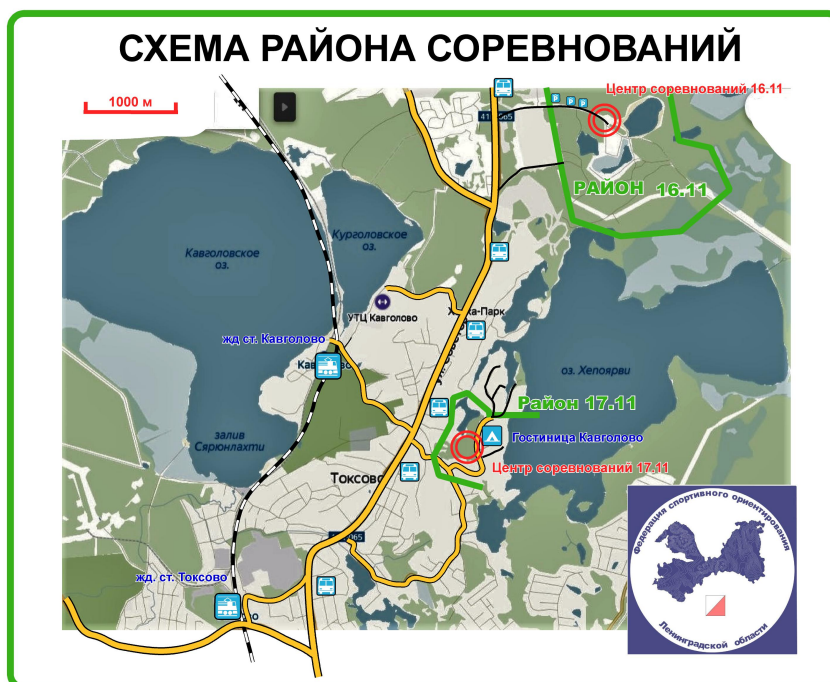 СХЕМА РАЙОНА СОРЕВНОВАНИЙ
1000 м
Центр соревнований 16.11
РАЙОН 16.11
Кавголовское
оз.
Курголовское
оз.
УТЦ Кавголово
жд ст. Кавголово
оз. Хепоярви
Район 17.11
Гостиница Кавголово
Центр соревнований 17.11
залив
Сярюнлахти
Токсово
жд. ст. Токсово
Федерация спортивного ориентирования
Ленинградской области